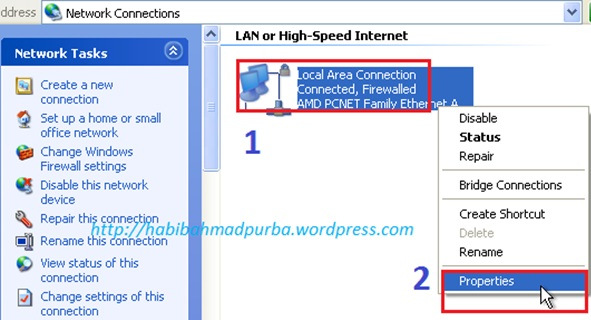 address
Network Connections
Network Tasks
Create a new
connection
Set up a home or small
office network
Change Windows
Firewall settings
Disable this network
device
Repair this connection
Rename this connection
View status of this
connection
Change settings of this
connection
LAN or High-Speed Internet
Local Area Connection
Connected, Firewalled
AMD PCNET Family Ethernet A
1
Disable
Status
Repair
Bridge Connections
Create Shortcut
Delete
Rename
Properties
2
http://habibahmadpurba.wordpress.com